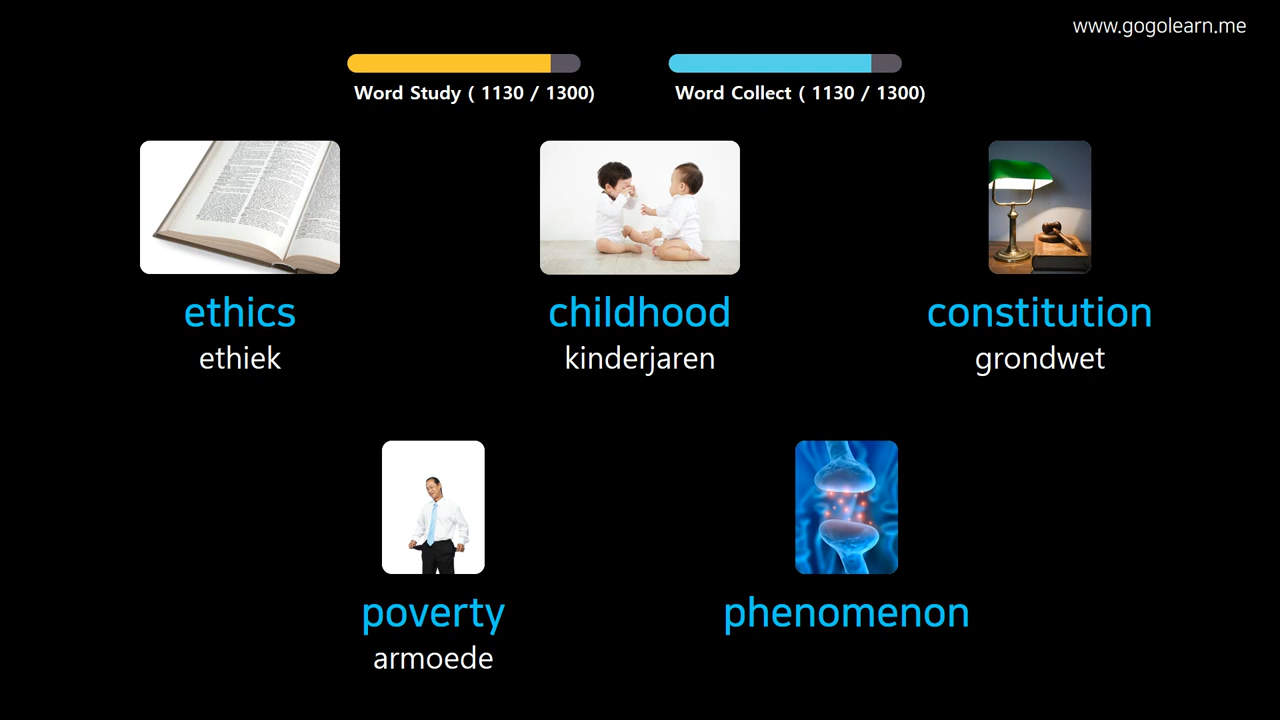 www.gogolearn.me
Word Study ( 1130 / 1300)
Word Collect ( 1130 / 1300)
ethics
ethiek
childhood
kinderjaren
constitution
grondwet
poverty
armoede
phenomenon